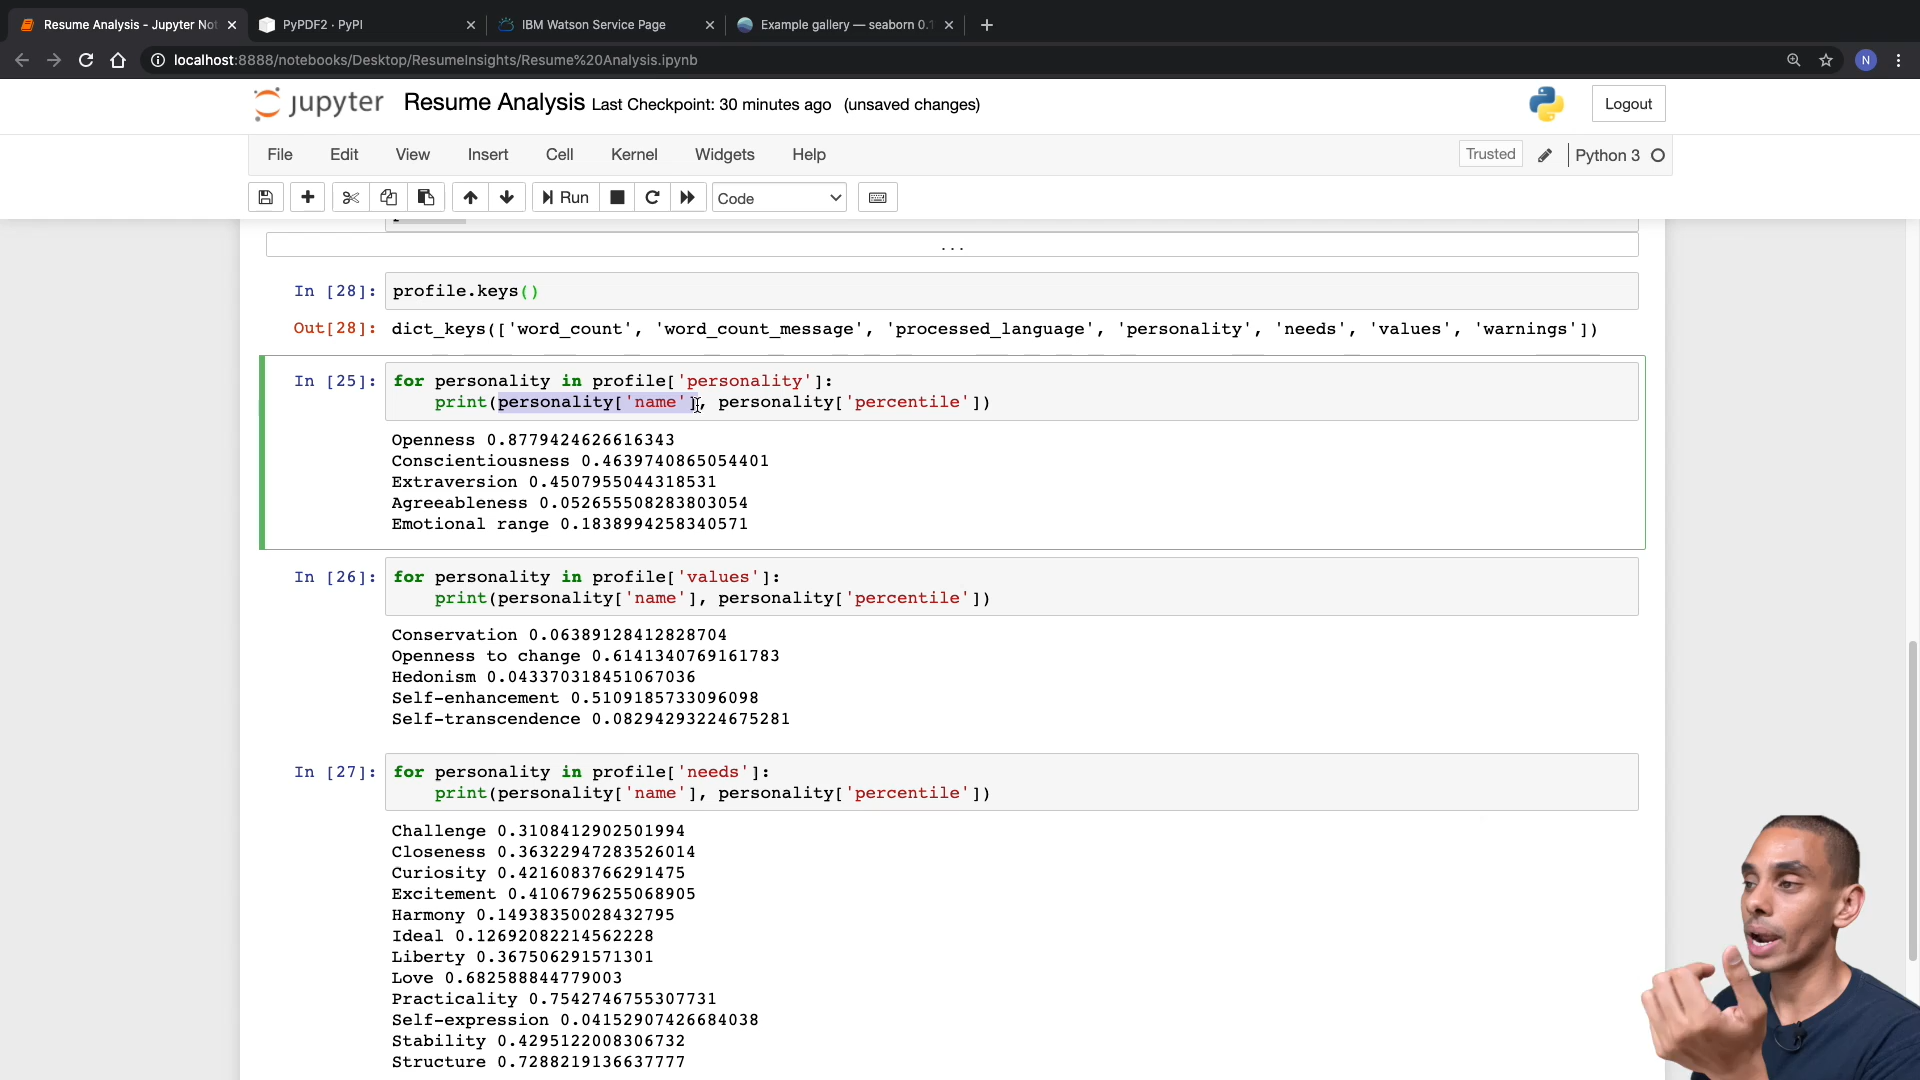 Resume Analysis - Jupyter Not
PyPDF2 · PyPI
IBM Watson Service Page
Example gallery — seaborn 0.1
localhost:8888/notebooks/Desktop/ResumeInsights/Resume%20Analysis.ipynb
N
jupyter
Resume Analysis Last Checkpoint: 30 minutes ago (unsaved changes)
Logout
File Edit View Insert Cell Kernel Widgets Help
Trusted
Python 3
Run
Code
...
In [28]: profile.keys()
Out[28]: dict_keys(['word_count', 'word_count_message', 'processed_language', 'personality', 'needs', 'values', 'warnings'])
In [25]: for personality in profile['personality']:
print(personality['name'], personality['percentile'])
Openness 0.8779424626616343
Conscientiousness 0.4639740865054401
Extraversion 0.4507955044318531
Agreeableness 0.052655508283803054
Emotional range 0.1838994258340571
In [26]: for personality in profile['values']:
print(personality['name'], personality['percentile'])
Conservation 0.06389128412828704
Openness to change 0.6141340769161783
Hedonism 0.043370318451067036
Self-enhancement 0.5109185733096098
Self-transcendence 0.08294293224675281
In [27]: for personality in profile['needs']:
print(personality['name'], personality['percentile'])
Challenge 0.3108412902501994
Closeness 0.36322947283526014
Curiosity 0.4216083766291475
Excitement 0.4106796255068905
Harmony 0.14938350028432795
Ideal 0.12692082214562228
Liberty 0.367506291571301
Love 0.682588844779003
Practicality 0.7542746755307731
Self-expression 0.04152907426684038
Stability 0.4295122008306732
Structure 0.7288219136637777